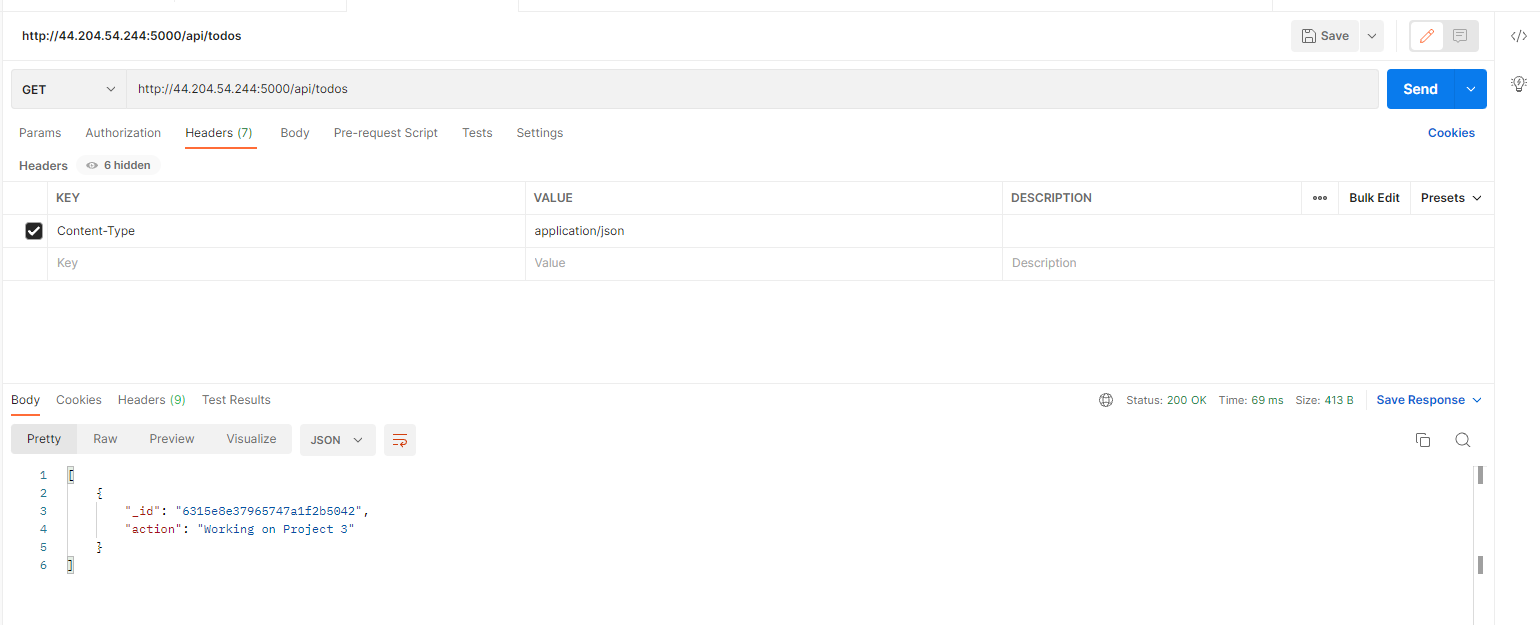 http://44.204.54.244:5000/api/todos
Save
GET
http://44.204.54.244:5000/api/todos
Send
Params Authorization Headers (7) Body Pre-request Script Tests Settings Cookies
Headers 6 hidden
KEY VALUE DESCRIPTION ooo Bulk Edit Presets
Content-Type application/json
Key Value Description
Body Cookies Headers (9) Test Results Status: 200 OK Time: 69 ms Size: 413 B Save Response
Pretty Raw Preview Visualize JSON
1 [
2 {
3 "_id": "6315e8e37965747a1f2b5042",
4 "action": "Working on Project 3"
5 }
6 ]